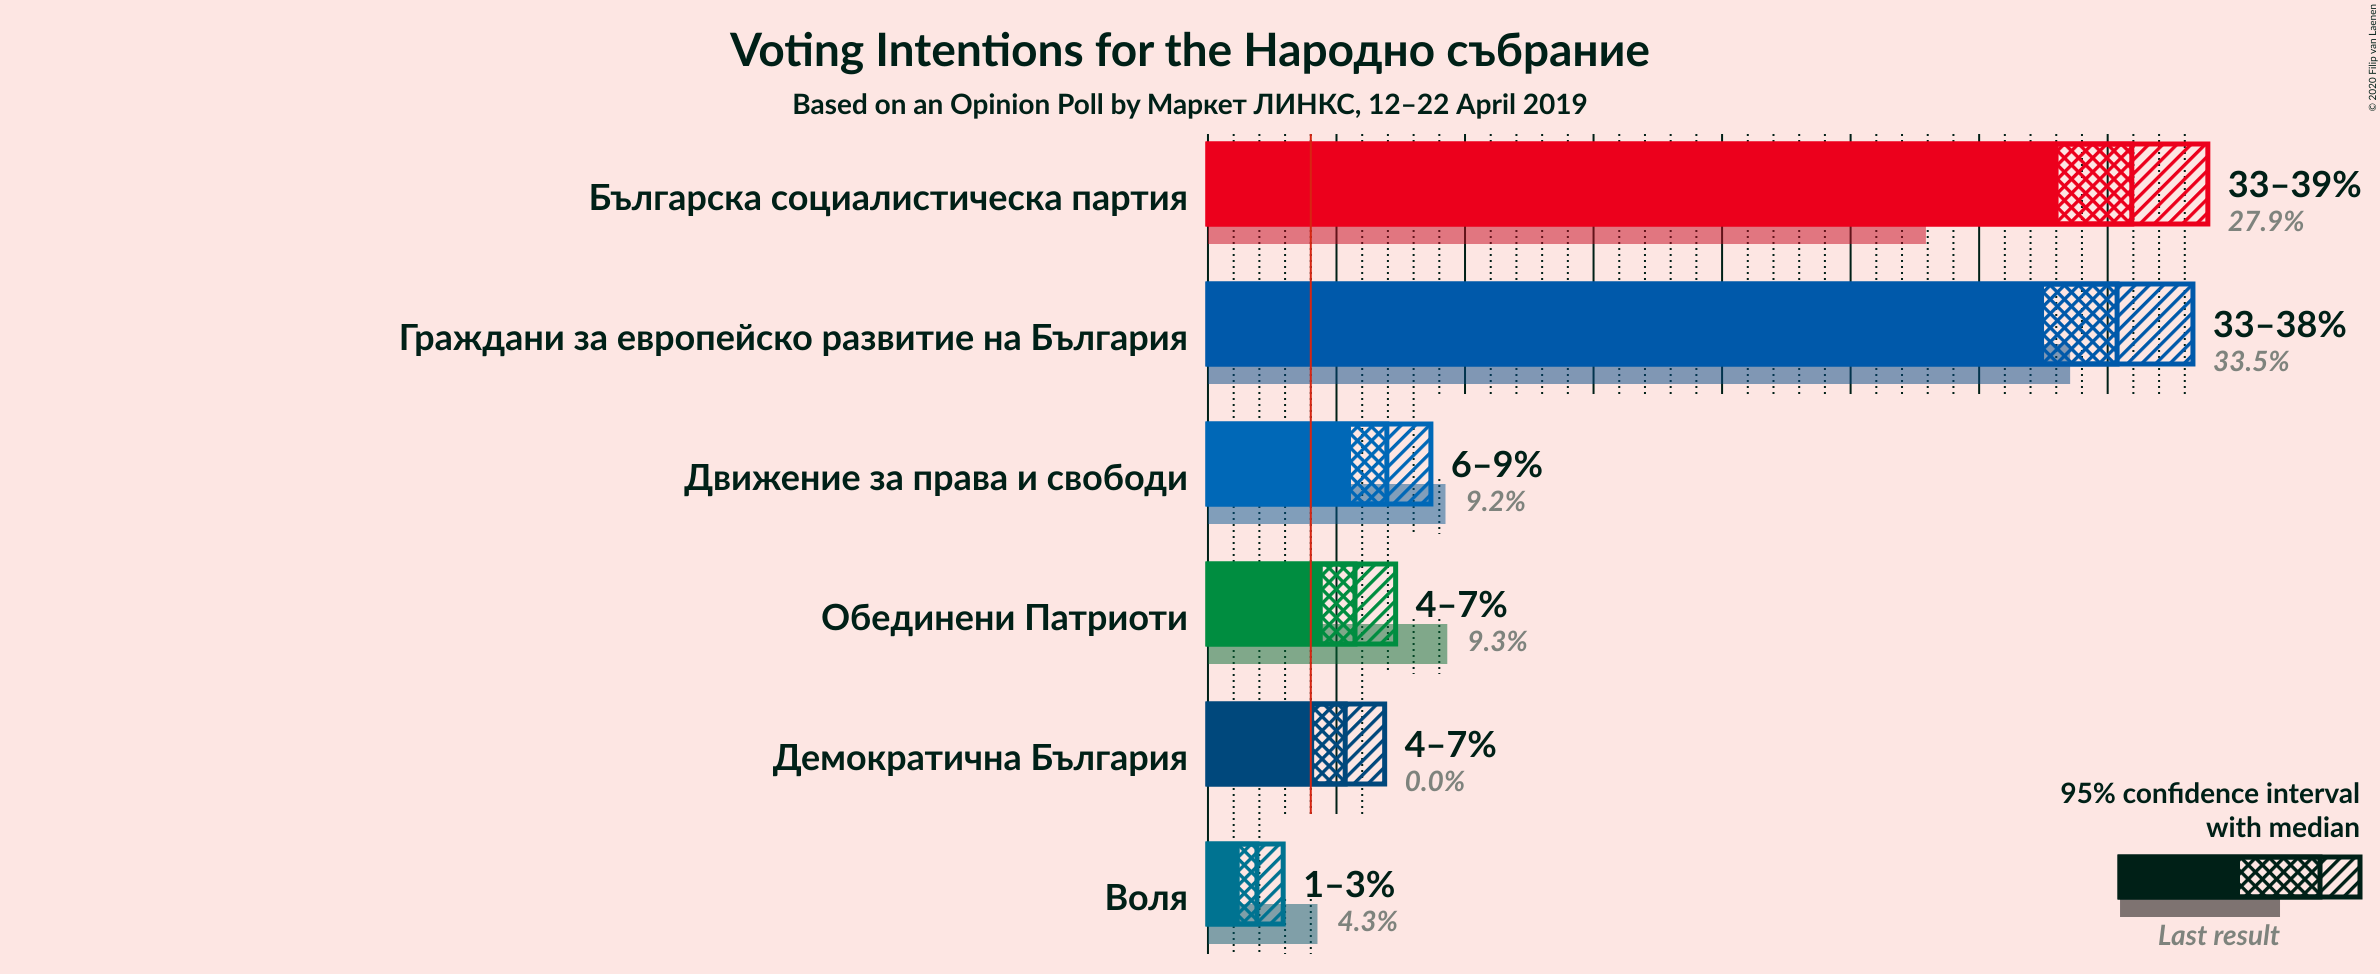 Voting Intentions for the Народно събрание
Based on an Opinion Poll by Маркет ЛИНКС, 12–22 April 2019
© 2020 Filip van Laenen
Българска социалистическа партия
33–39%
27.9%
Граждани за европейско развитие на България
33–38%
33.5%
Движение за права и свободи
6–9%
9.2%
Обединени Патриоти
4–7%
9.3%
Демократична България
4–7%
0.0%
Воля
1–3%
4.3%
95% confidence interval
with median
Last result